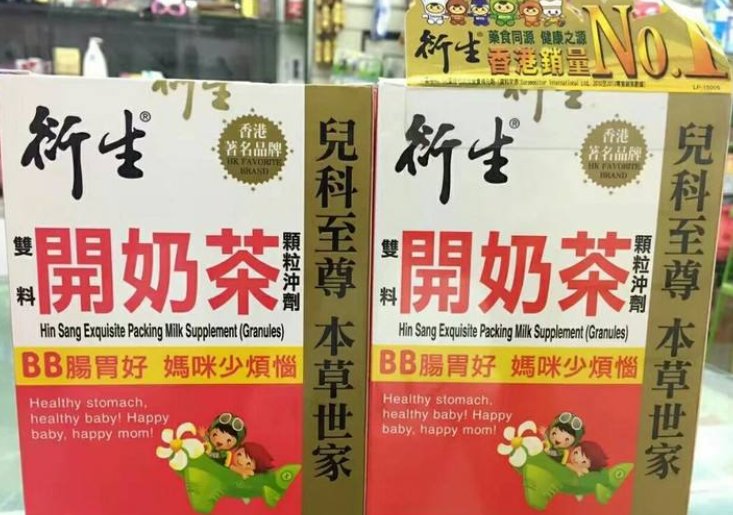 衍生 藥食同源 健康之源
香港銷量 No.1
LP-15005
衍生®
香港
著名品牌
HK FAVORITE
BRAND
雙料
開奶茶
顆粒沖劑
Hin Sang Exquisite Packing Milk Supplement (Granules)
BB腸胃好 媽咪少煩惱
Healthy stomach,
healthy baby! Happy
baby, happy mom!
兒科至尊 本草世家
衍生®
香港
著名品牌
HK FAVORITE
BRAND
雙料
開奶茶
顆粒沖劑
Hin Sang Exquisite Packing Milk Supplement (Granules)
BB腸胃好 媽咪少煩惱
Healthy stomach,
healthy baby! Happy
baby, happy mom!
兒科至尊 本草世家